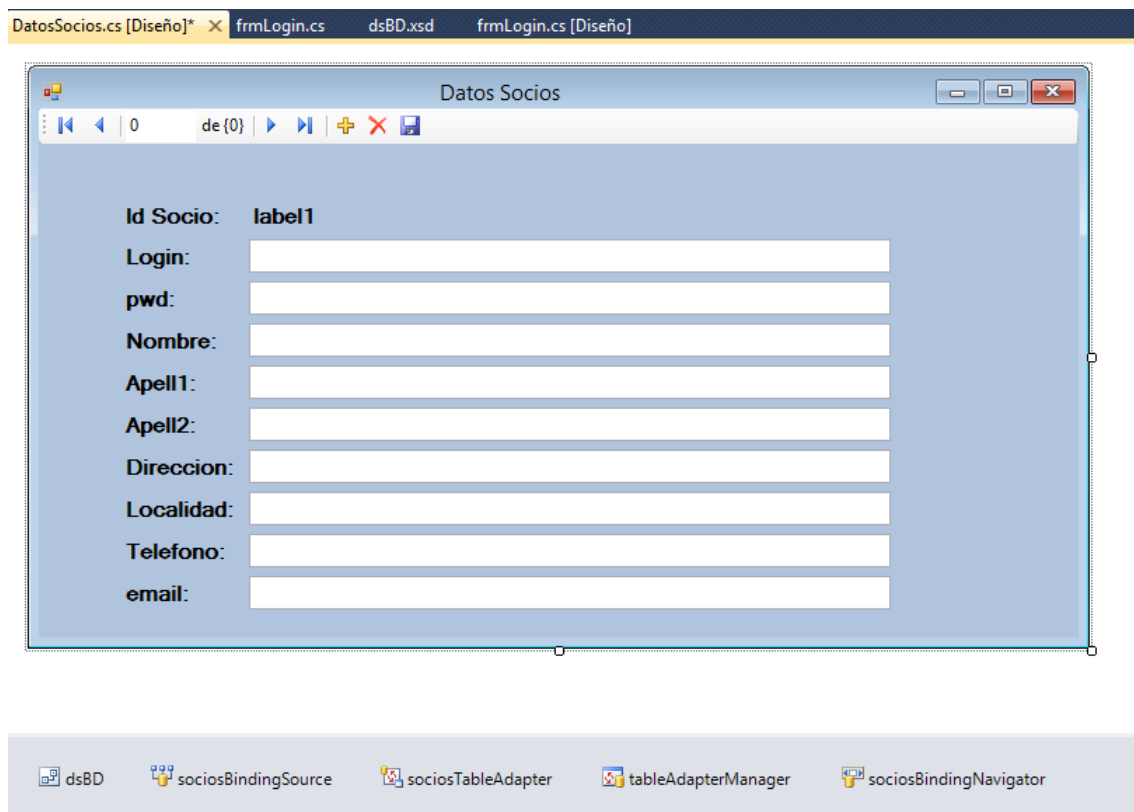 DatosSocios.cs [Diseño]* frmLogin.cs dsBD.xsd frmLogin.cs [Diseño]
Datos Socios
0 de {0}
Id Socio: label1
Login:
pwd:
Nombre:
Apell1:
Apell2:
Direccion:
Localidad:
Telefono:
email:
dsBD sociosBindingSource sociosTableAdapter tableAdapterManager sociosBindingNavigator